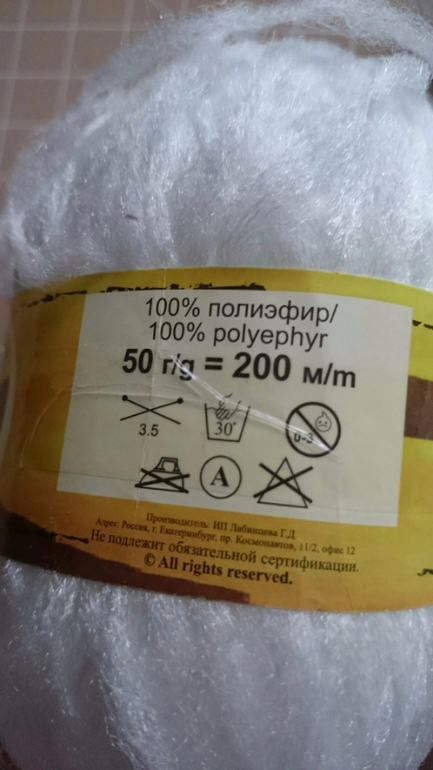 100% полиэфир/
100% polyephyr
50 г/g = 200 м/m
3.5
30°
0-3
A
Производитель: ИП Любимцева Г.Д.
Адрес: Россия, г. Екатеринбург, пр. Космонавтов, 11/2, офис 12
Не подлежит обязательной сертификации.
© All rights reserved.